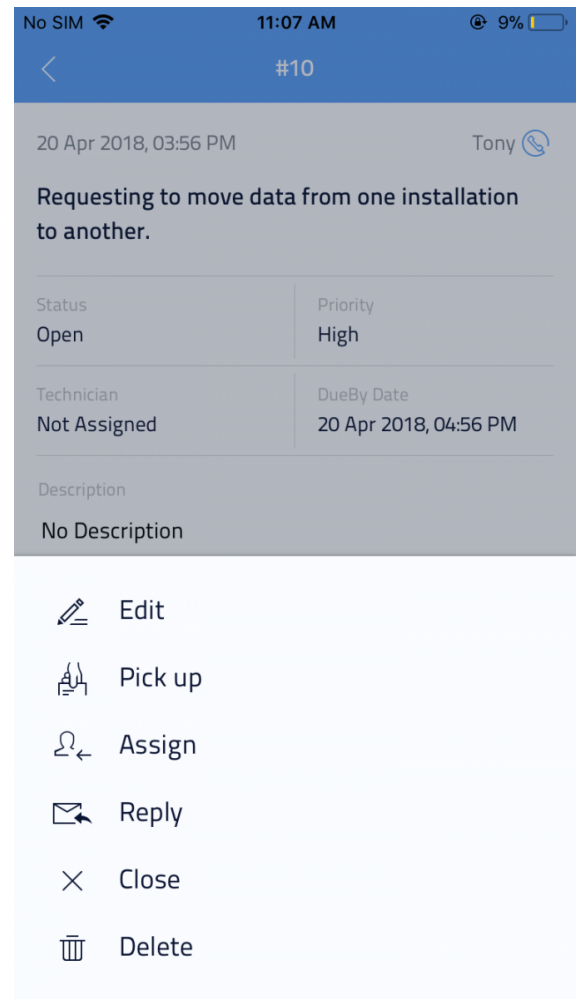 No SIM 11:07 AM 9%
#10
20 Apr 2018, 03:56 PM Tony
Requesting to move data from one installation
to another.
Status Priority
Open High
Technician DueBy Date
Not Assigned 20 Apr 2018, 04:56 PM
Description
No Description
Edit
Pick up
Assign
Reply
Close
Delete